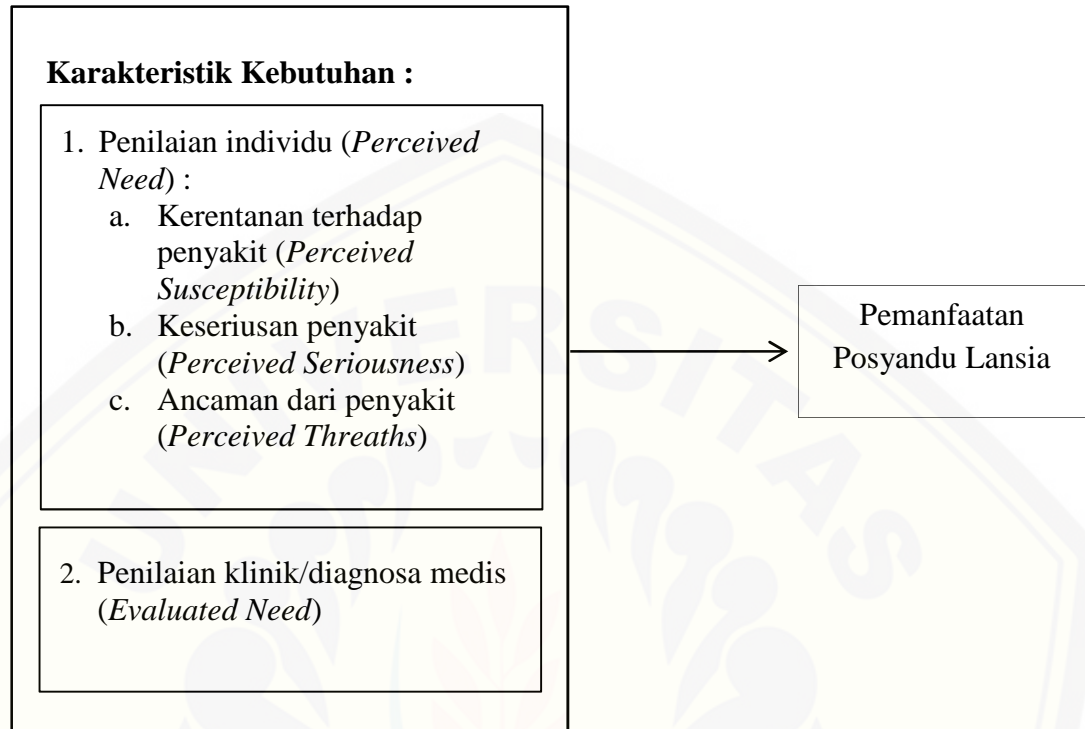 Karakteristik Kebutuhan :
1. Penilaian individu (Perceived
Need) :
a. Kerentanan terhadap
penyakit (Perceived
Susceptibility)
b. Keseriusan penyakit
(Perceived Seriousness)
c. Ancaman dari penyakit
(Perceived Threaths)
2. Penilaian klinik/diagnosa medis
(Evaluated Need)
Pemanfaatan
Posyandu Lansia
UNIVERSITAS